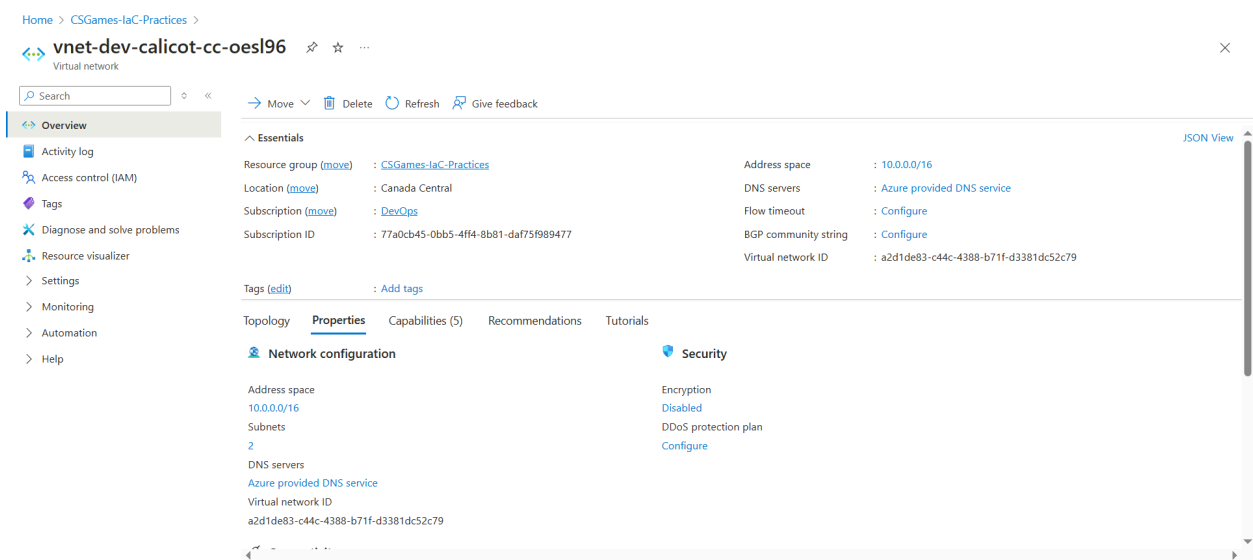 Home > CSGames-IaC-Practices >
vnet-dev-calicot-cc-oesl96
Virtual network
Search
Overview
Activity log
Access control (IAM)
Tags
Diagnose and solve problems
Resource visualizer
Settings
Monitoring
Automation
Help
Move Delete Refresh Give feedback
Essentials
JSON View
Resource group (move) : CSGames-IaC-Practices
Location (move) : Canada Central
Subscription (move) : DevOps
Subscription ID : 77a0cb45-0bb5-4ff4-8b81-daf75f989477
Address space : 10.0.0.0/16
DNS servers : Azure provided DNS service
Flow timeout : Configure
BGP community string : Configure
Virtual network ID : a2d1de83-c44c-4388-b71f-d3381dc52c79
Tags (edit) : Add tags
Topology Properties Capabilities (5) Recommendations Tutorials
Network configuration
Address space
10.0.0.0/16
Subnets
2
DNS servers
Azure provided DNS service
Virtual network ID
a2d1de83-c44c-4388-b71f-d3381dc52c79
Security
Encryption
Disabled
DDoS protection plan
Configure